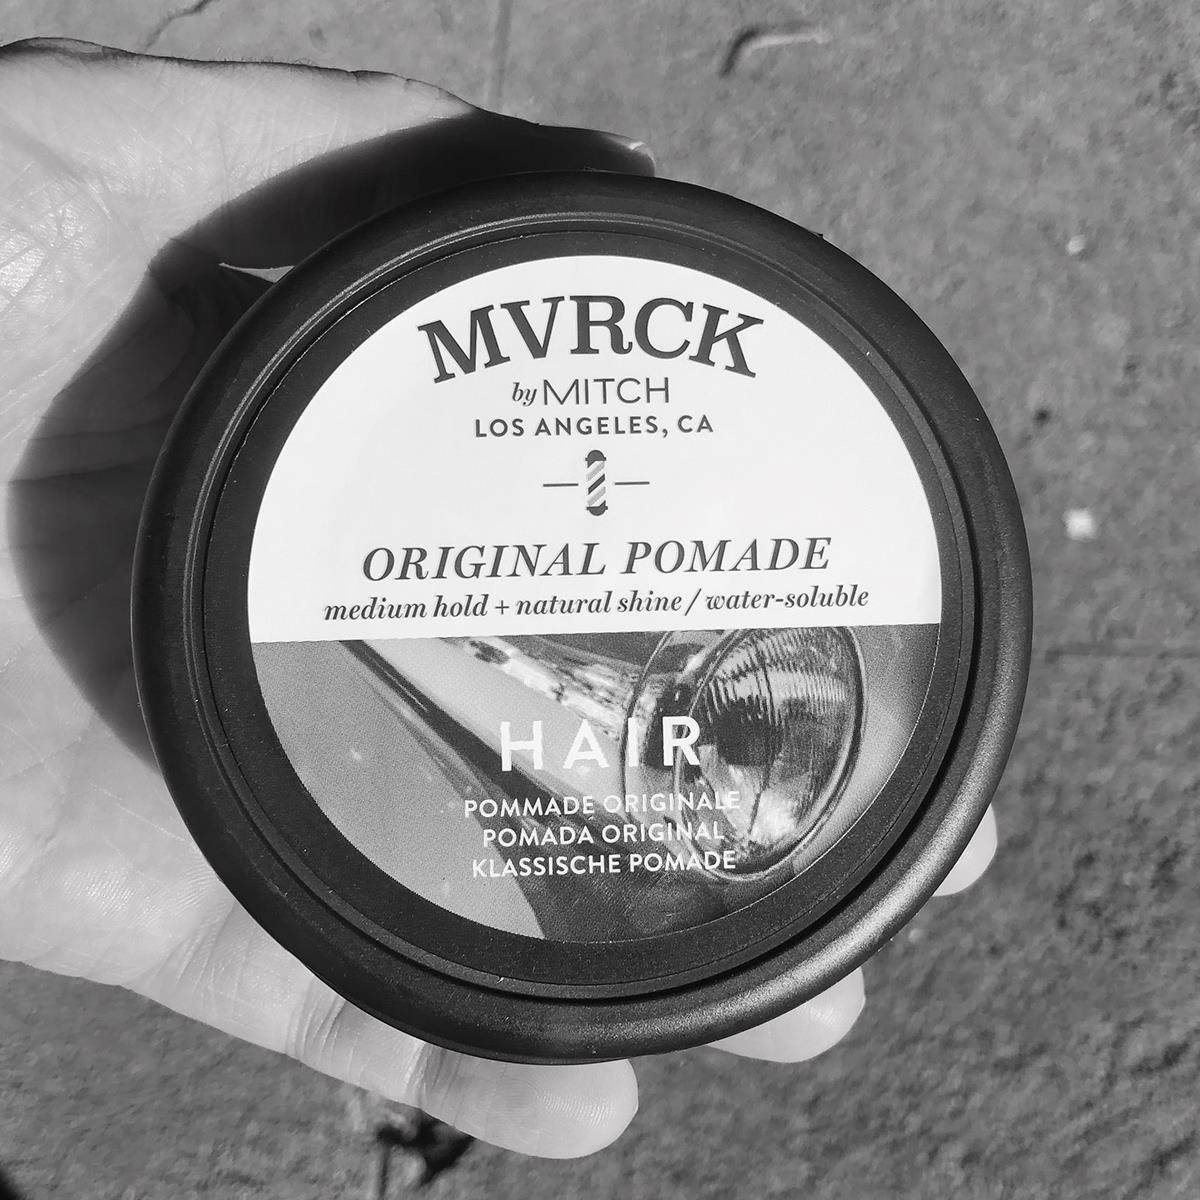 MVRCK
by MITCH
LOS ANGELES, CA
ORIGINAL POMADE
medium hold + natural shine / water-soluble
HAIR
POMMADE ORIGINALE
POMADA ORIGINAL
KLASSISCHE POMADE